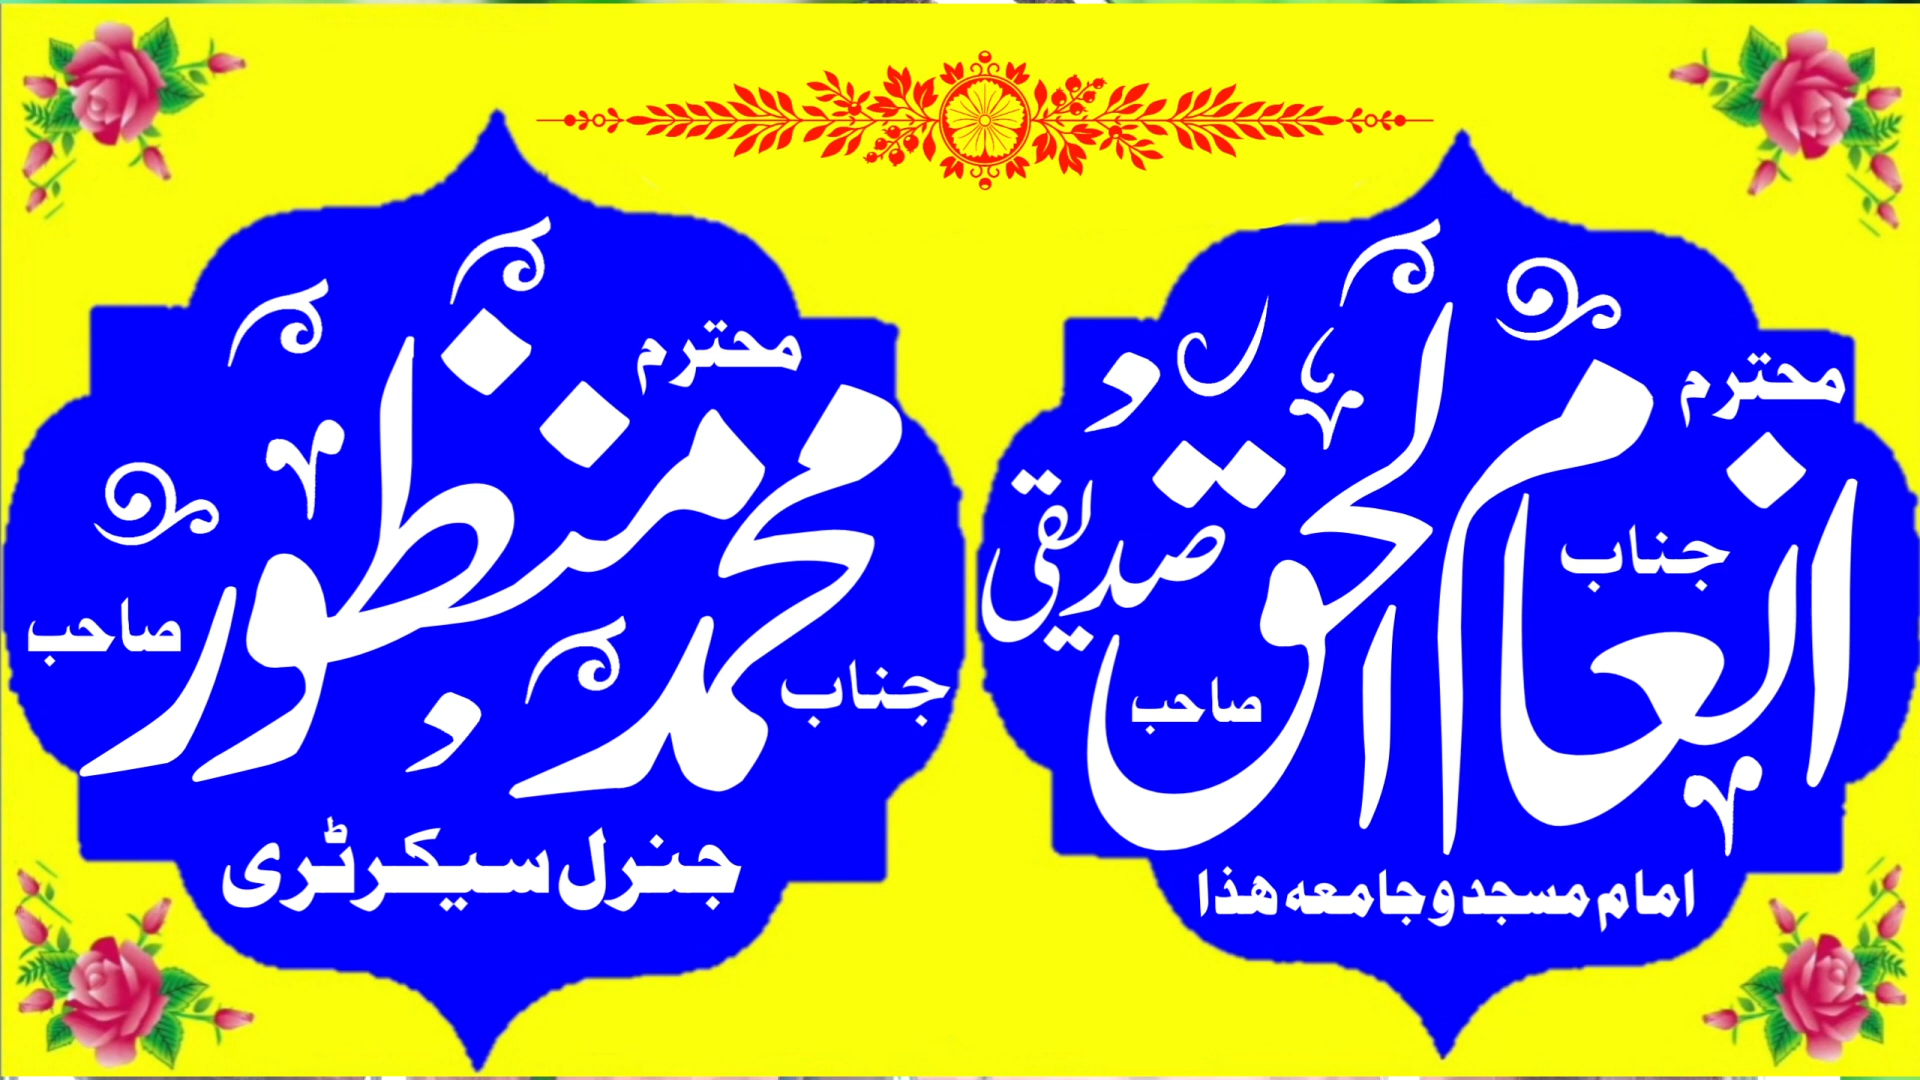 محترم جناب انعام الحق صدیقی صاحب
امام مسجد و جامعہ ھذا
محترم جناب محمد منظور صاحب
جنرل سیکرٹری